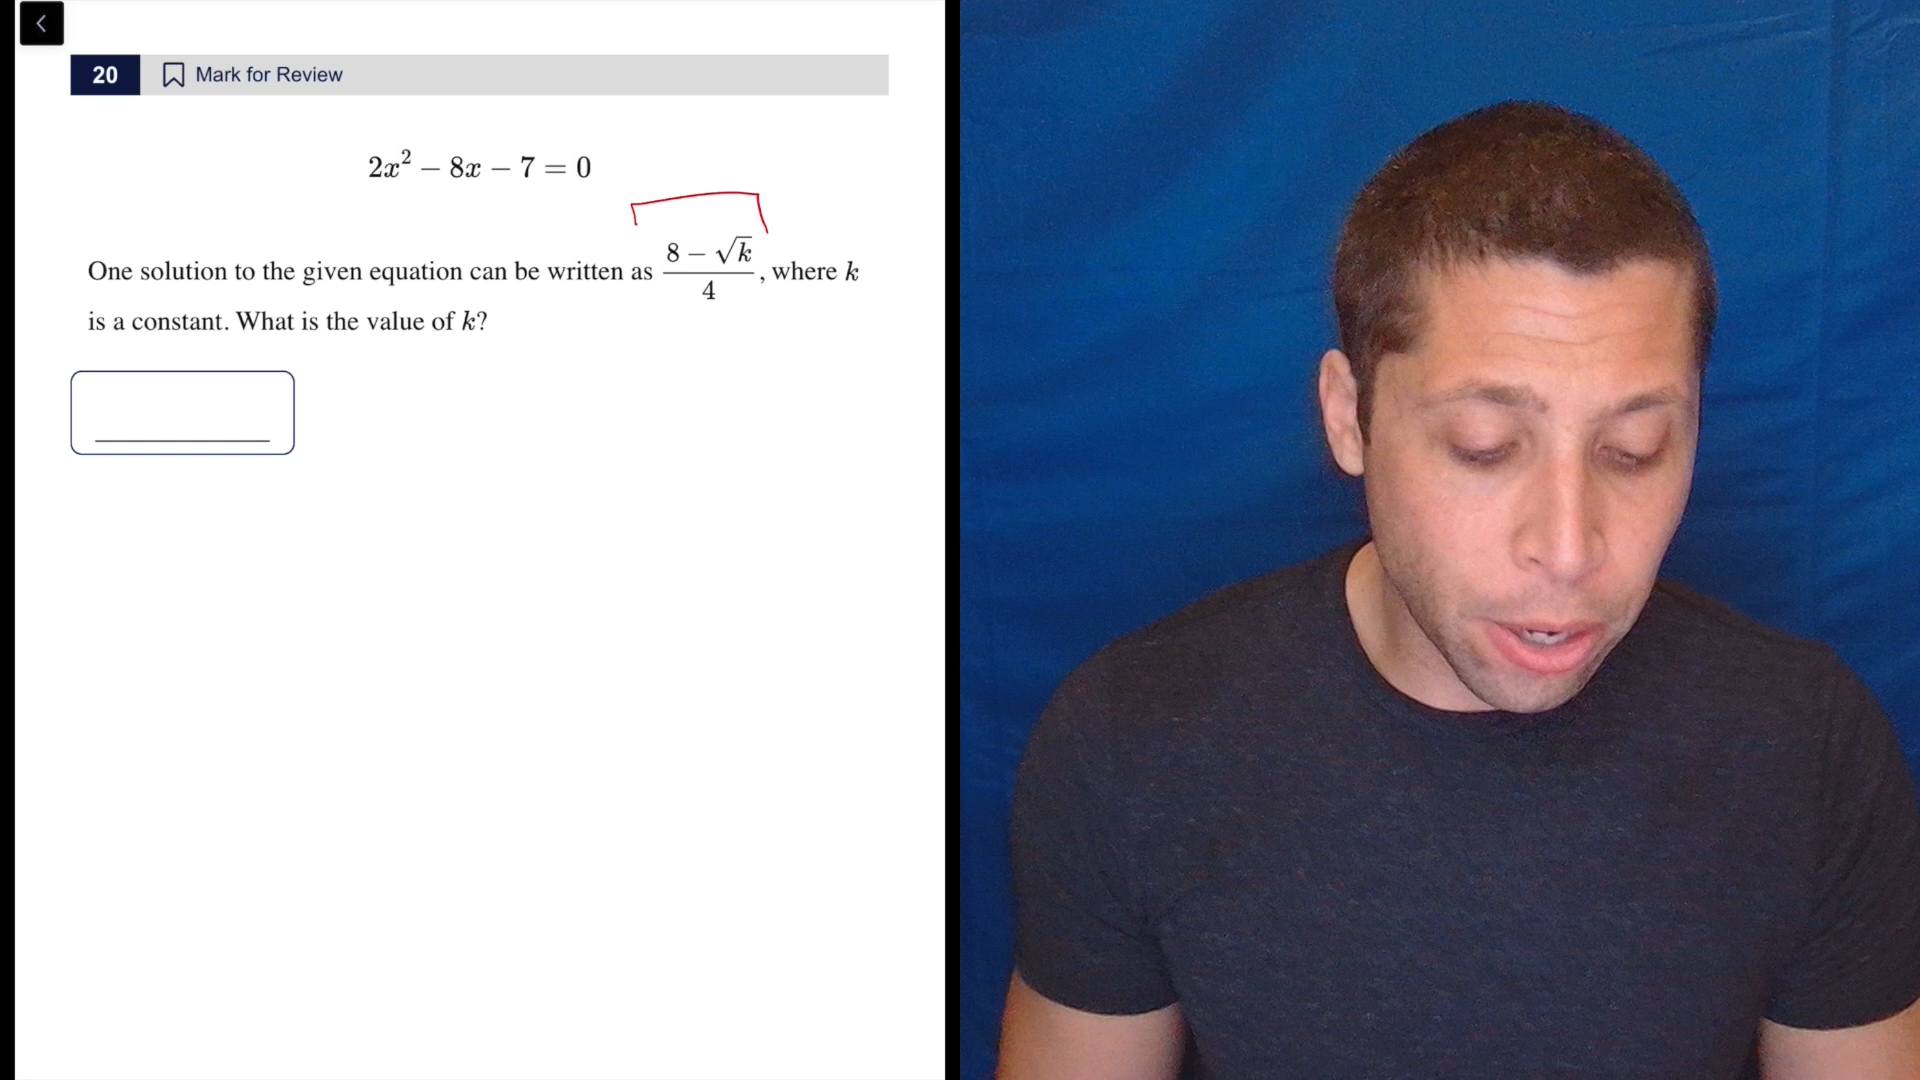 20 Mark for Review
2x² − 8x − 7 = 0
One solution to the given equation can be written as (8 − √k)/4, where k
is a constant. What is the value of k?